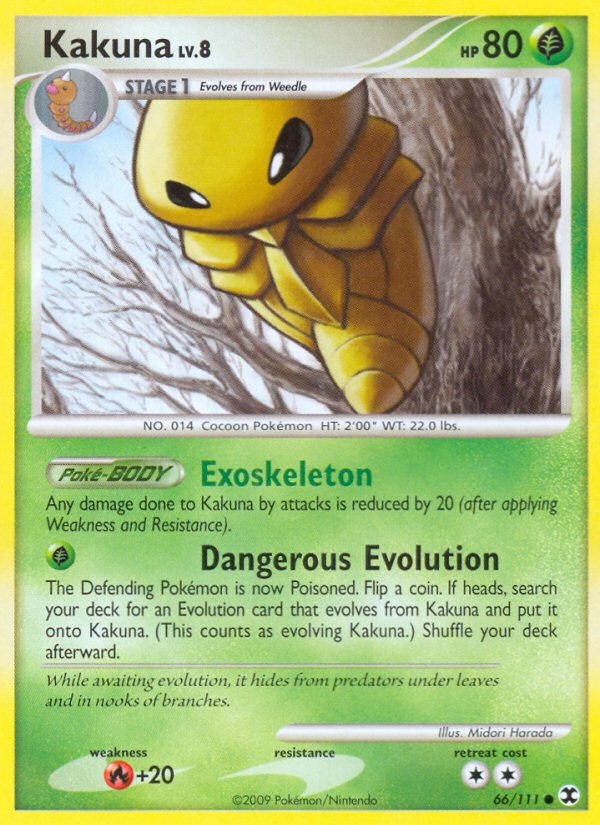 Kakuna LV.8
HP 80
STAGE 1 Evolves from Weedle
NO. 014 Cocoon Pokémon HT: 2'00" WT: 22.0 lbs.
Poké-BODY Exoskeleton
Any damage done to Kakuna by attacks is reduced by 20 (after applying
Weakness and Resistance).
Dangerous Evolution
The Defending Pokémon is now Poisoned. Flip a coin. If heads, search
your deck for an Evolution card that evolves from Kakuna and put it
onto Kakuna. (This counts as evolving Kakuna.) Shuffle your deck
afterward.
While awaiting evolution, it hides from predators under leaves
and in nooks of branches.
Illus. Midori Harada
weakness resistance retreat cost
+20
©2009 Pokémon/Nintendo 66/111